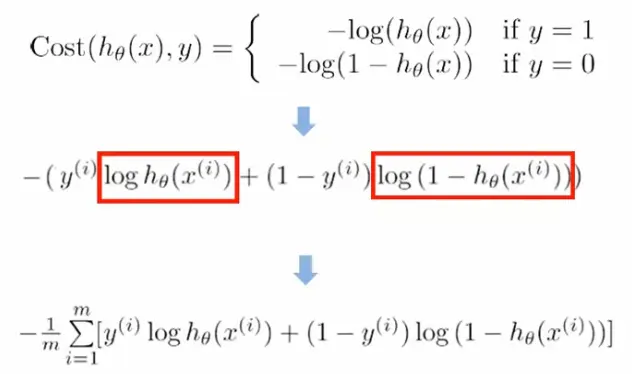 Cost(h_θ(x), y) = { −log(h_θ(x)) if y = 1
−log(1 − h_θ(x)) if y = 0
−( y^(i) log h_θ(x^(i)) + (1 − y^(i)) log (1 − h_θ(x^(i))))
−1/m ∑_{i=1}^{m} [y^(i) log h_θ(x^(i)) + (1 − y^(i)) log (1 − h_θ(x^(i)))]